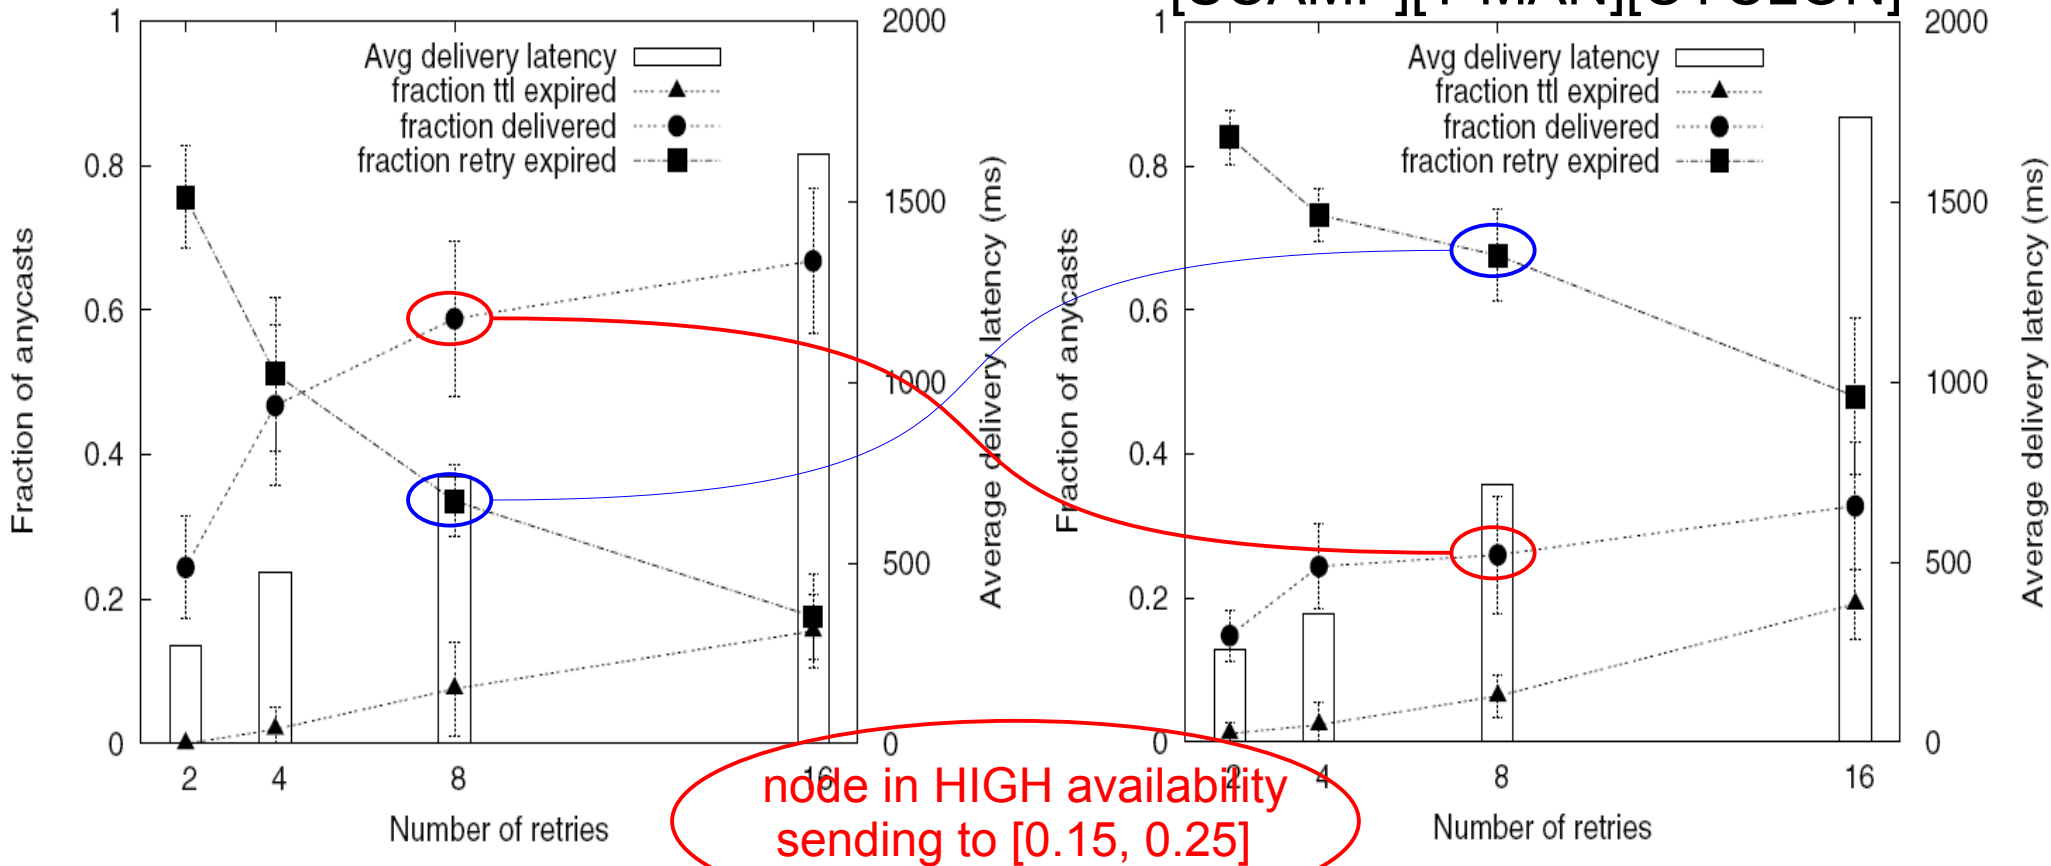 [SCAMP][T-MAN][CYCLON]
1
0.8
0.6
0.4
0.2
0
Fraction of anycasts
Avg delivery latency
fraction ttl expired
fraction delivered
fraction retry expired
2000
1500
1000
500
0
Average delivery latency (ms)
2 4 8 16
Number of retries
1
0.8
0.6
0.4
0.2
0
Fraction of anycasts
Avg delivery latency
fraction ttl expired
fraction delivered
fraction retry expired
2000
1500
1000
500
0
Average delivery latency (ms)
2 4 8 16
Number of retries
node in HIGH availability
sending to [0.15, 0.25]